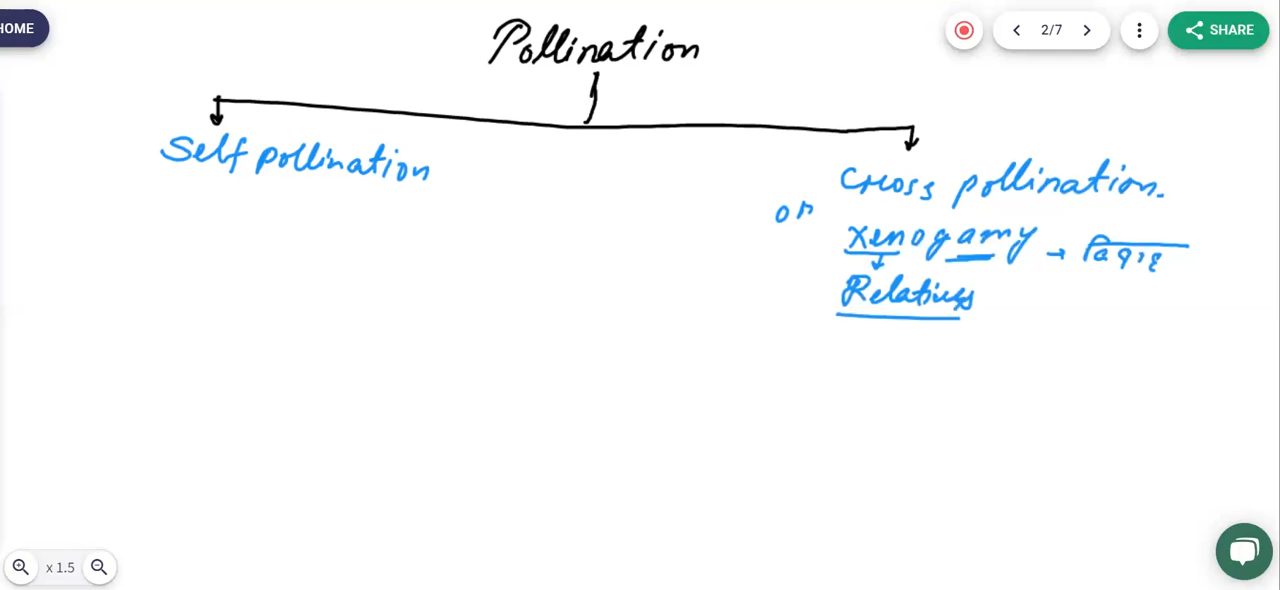 HOME
2/7
SHARE
Pollination
Self pollination
Cross pollination.
or
Xenogamy →
Relatives
x 1.5